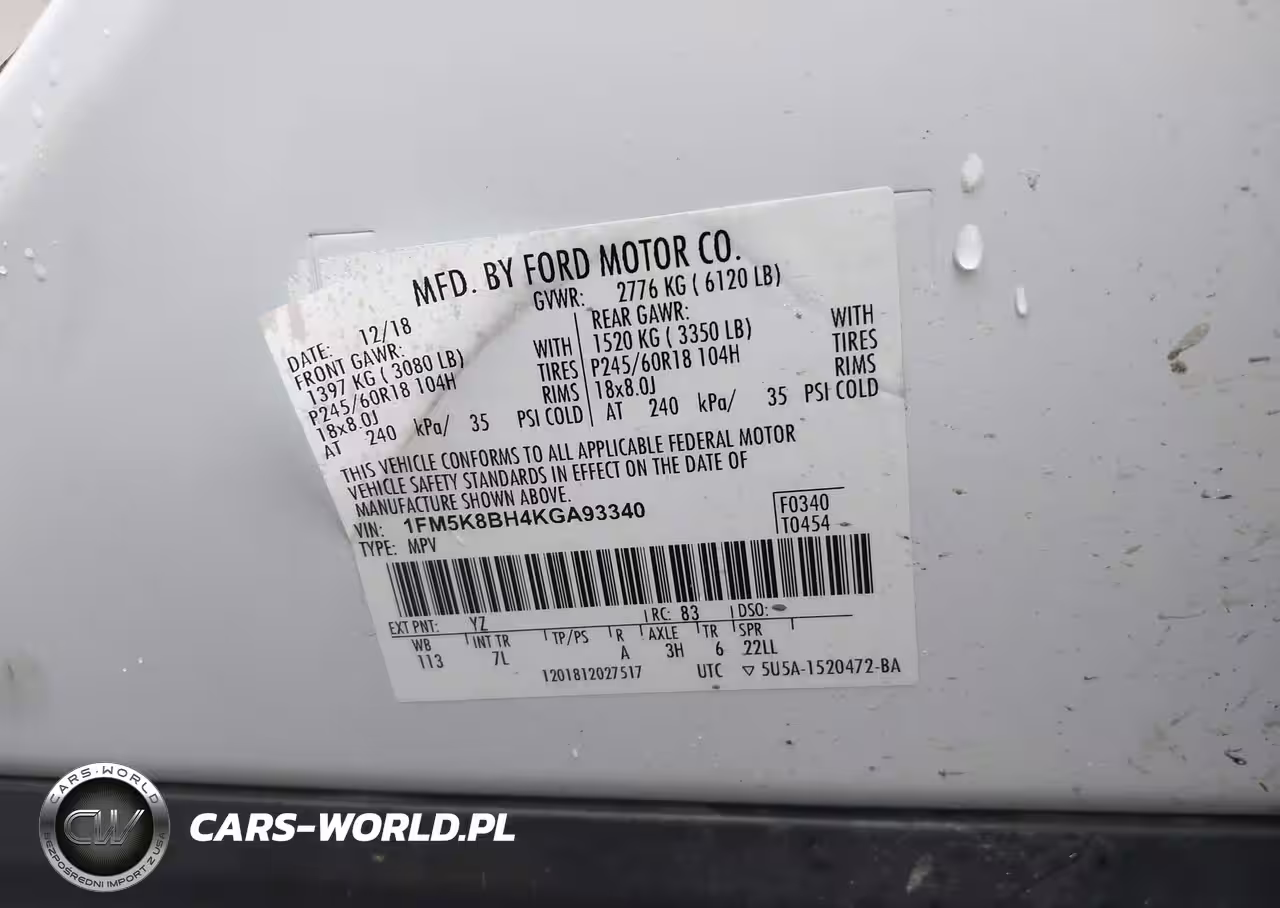 MFD. BY FORD MOTOR CO.
DATE: 12/18 GVWR: 2776 KG ( 6120 LB)
FRONT GAWR: REAR GAWR:
1397 KG ( 3080 LB) WITH 1520 KG ( 3350 LB) WITH
P245/60R18 104H TIRES P245/60R18 104H TIRES
18x8.0J RIMS 18x8.0J RIMS
AT 240 kPa/ 35 PSI COLD AT 240 kPa/ 35 PSI COLD
THIS VEHICLE CONFORMS TO ALL APPLICABLE FEDERAL MOTOR
VEHICLE SAFETY STANDARDS IN EFFECT ON THE DATE OF
MANUFACTURE SHOWN ABOVE.
VIN: 1FM5K8BH4KGA93340 F0340
TYPE: MPV T0454
EXT PNT: YZ RC: 83 DSO:
WB INT TR TP/PS R AXLE TR SPR
113 7L A 3H 6 22LL
1201812027517 UTC ▽ 5U5A-1520472-BA
CARS-WORLD
CW
BEZPOŚREDNI IMPORT Z USA
CARS-WORLD.PL